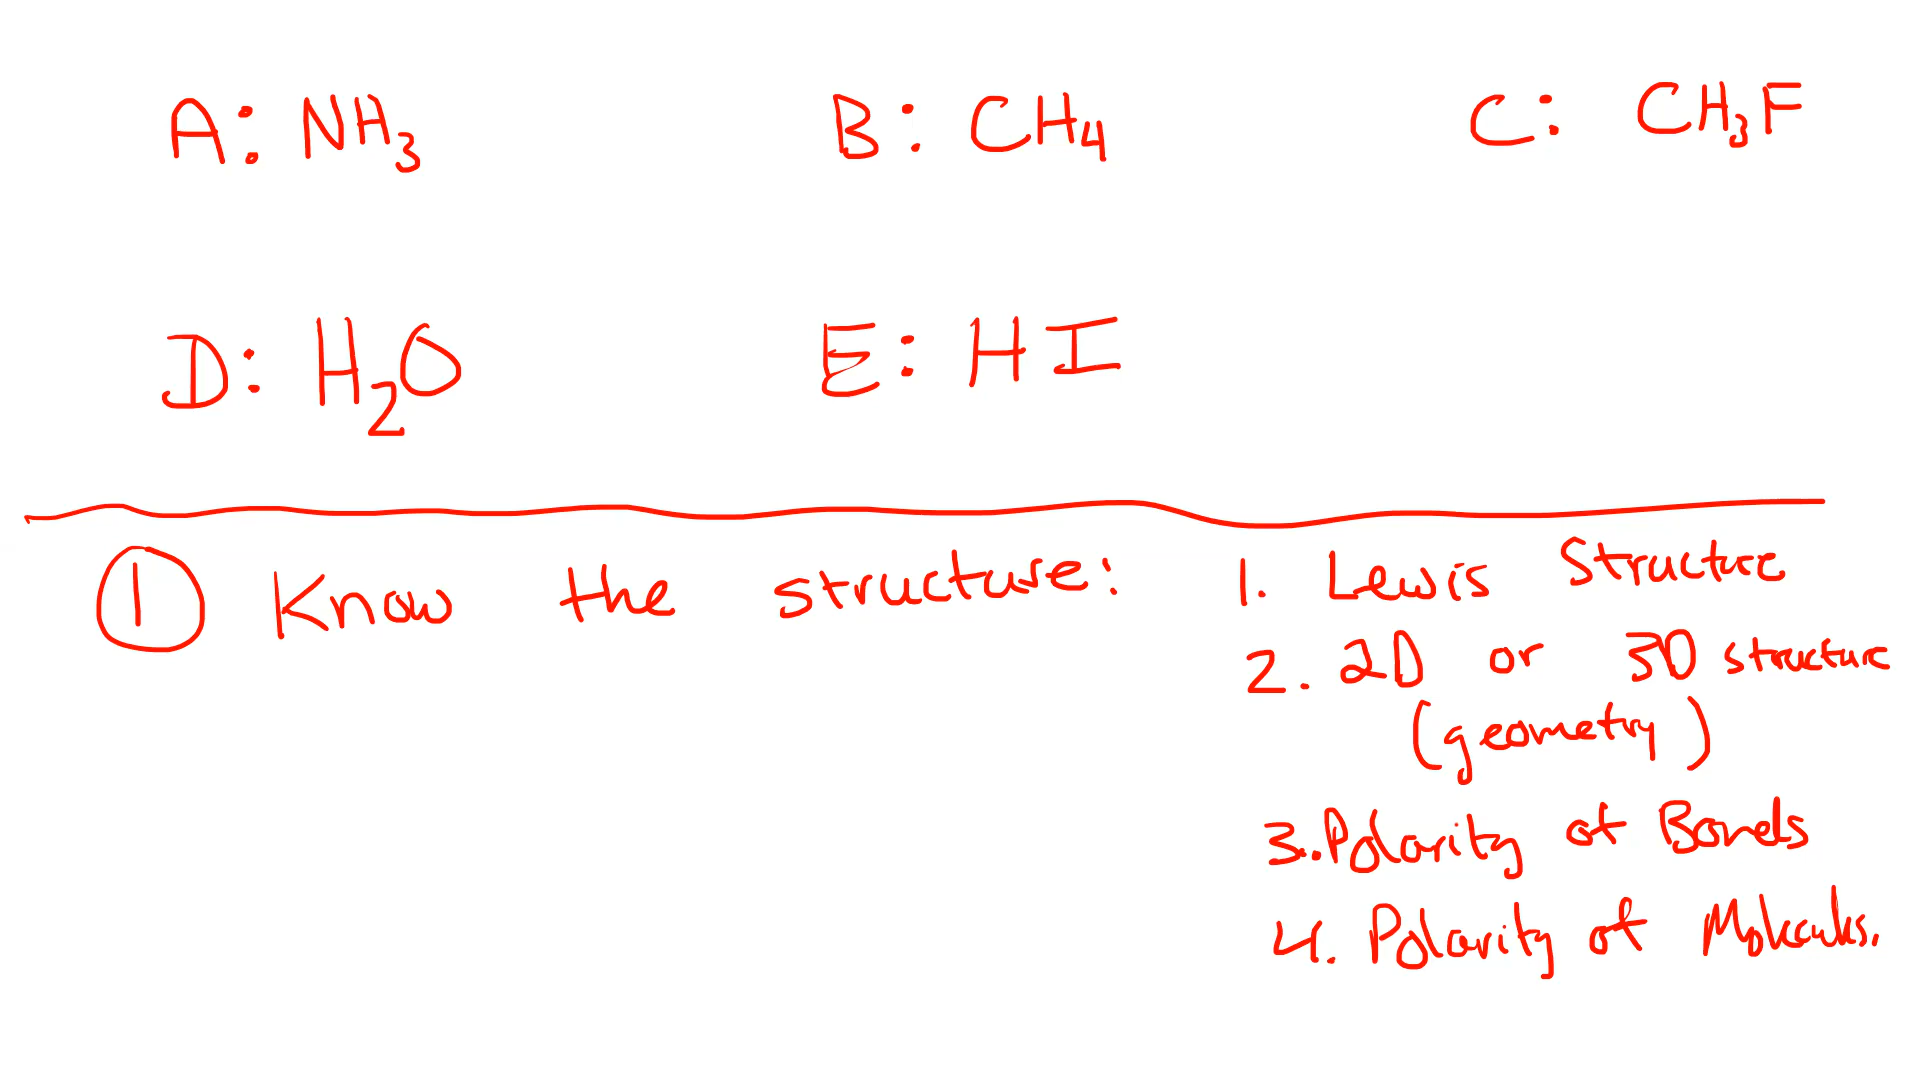 A: NH₃ B: CH₄ C: CH₃F
D: H₂O E: HI
① Know the structure: 1. Lewis Structure
2. 2D or 3D structure
(geometry)
3. Polarity of Bonds
4. Polarity of Molecules.